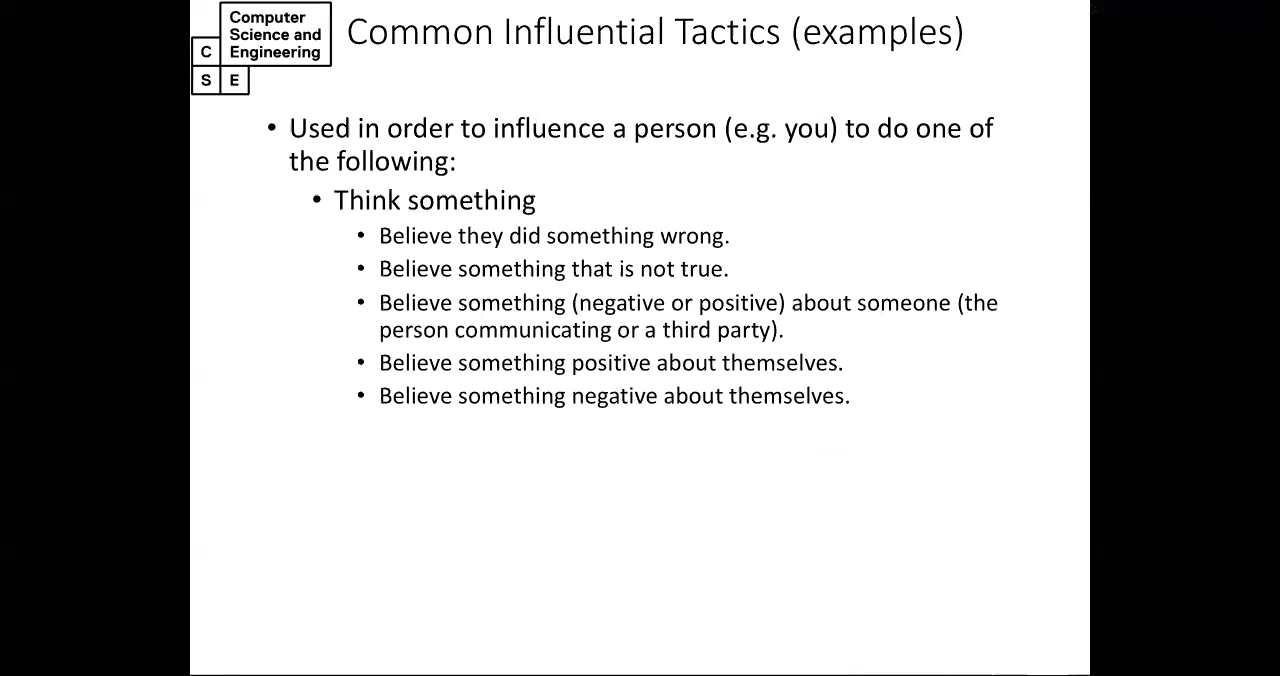 Computer
Science and
Engineering
C
S E
Common Influential Tactics (examples)
• Used in order to influence a person (e.g. you) to do one of
the following:
• Think something
• Believe they did something wrong.
• Believe something that is not true.
• Believe something (negative or positive) about someone (the
person communicating or a third party).
• Believe something positive about themselves.
• Believe something negative about themselves.